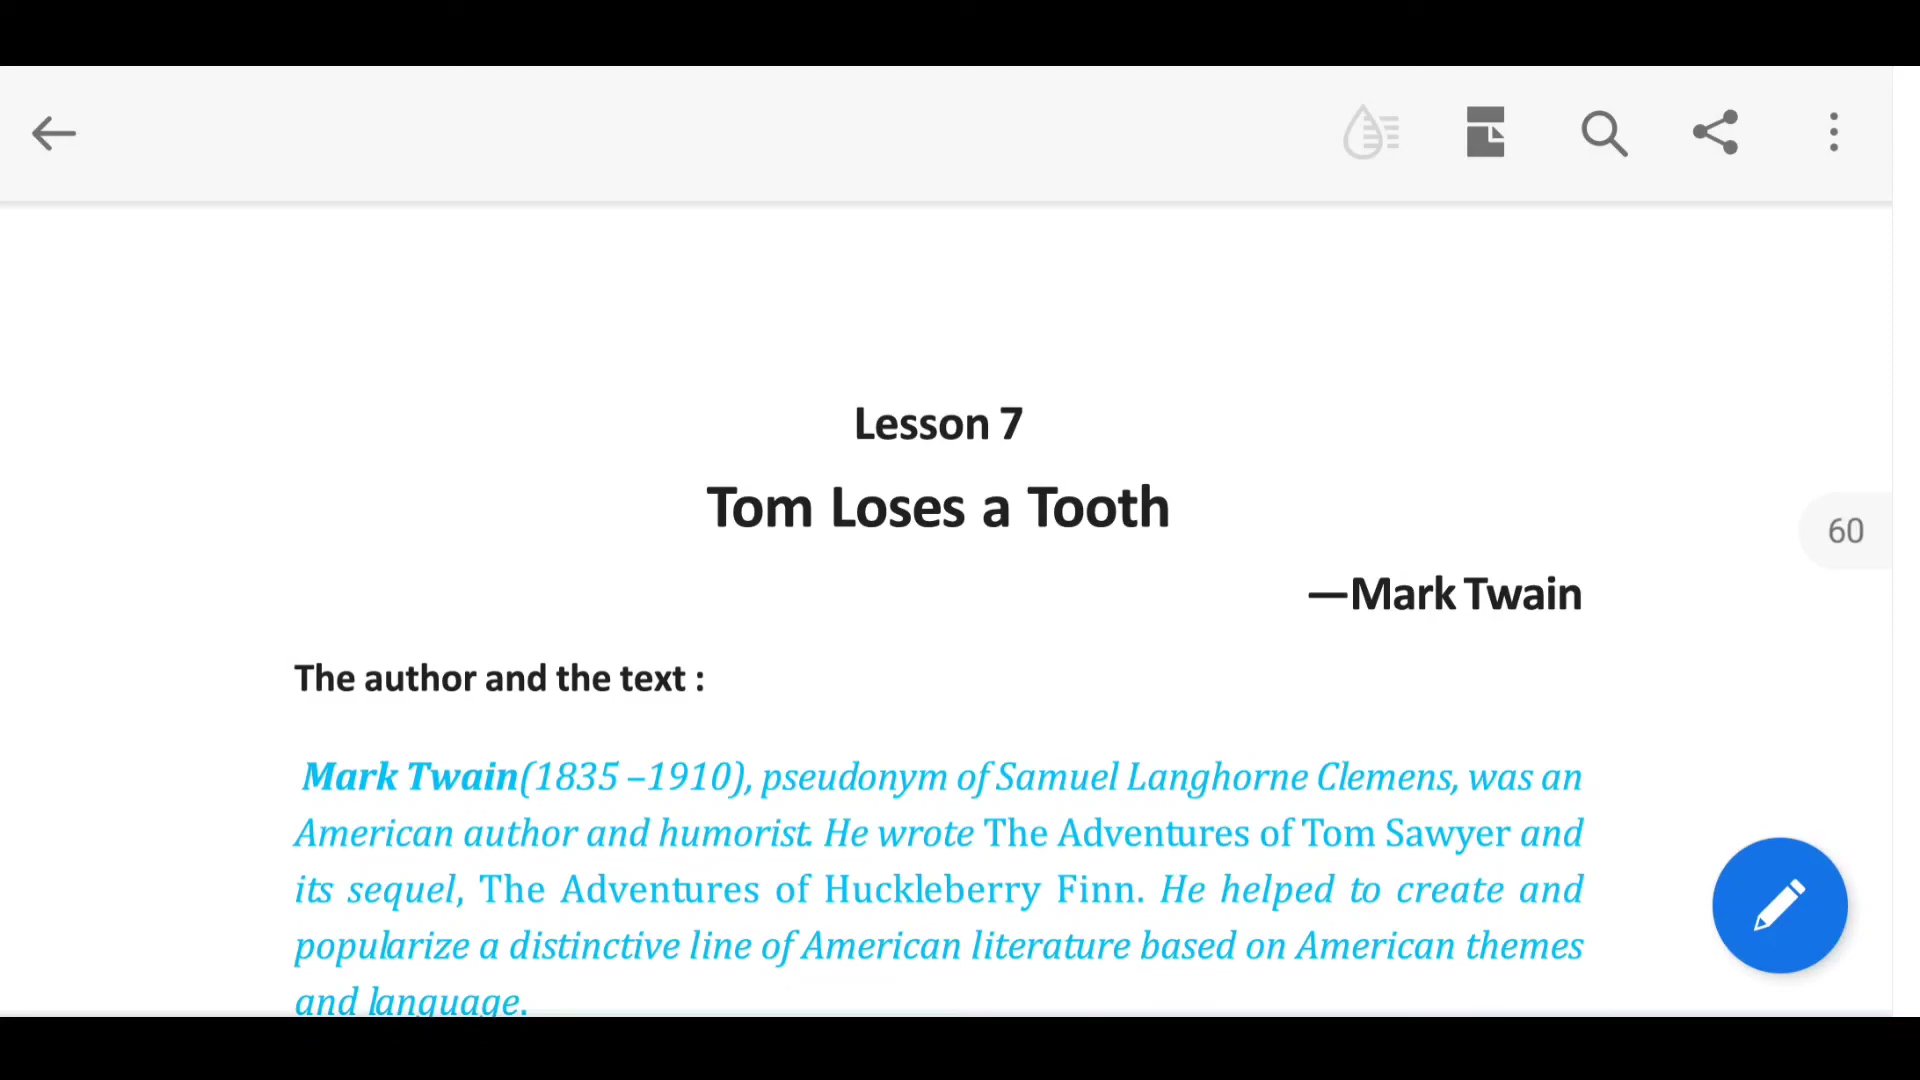 Lesson 7
Tom Loses a Tooth
—Mark Twain
60
The author and the text :
Mark Twain(1835 –1910), pseudonym of Samuel Langhorne Clemens, was an
American author and humorist. He wrote The Adventures of Tom Sawyer and
its sequel, The Adventures of Huckleberry Finn. He helped to create and
popularize a distinctive line of American literature based on American themes
and language.